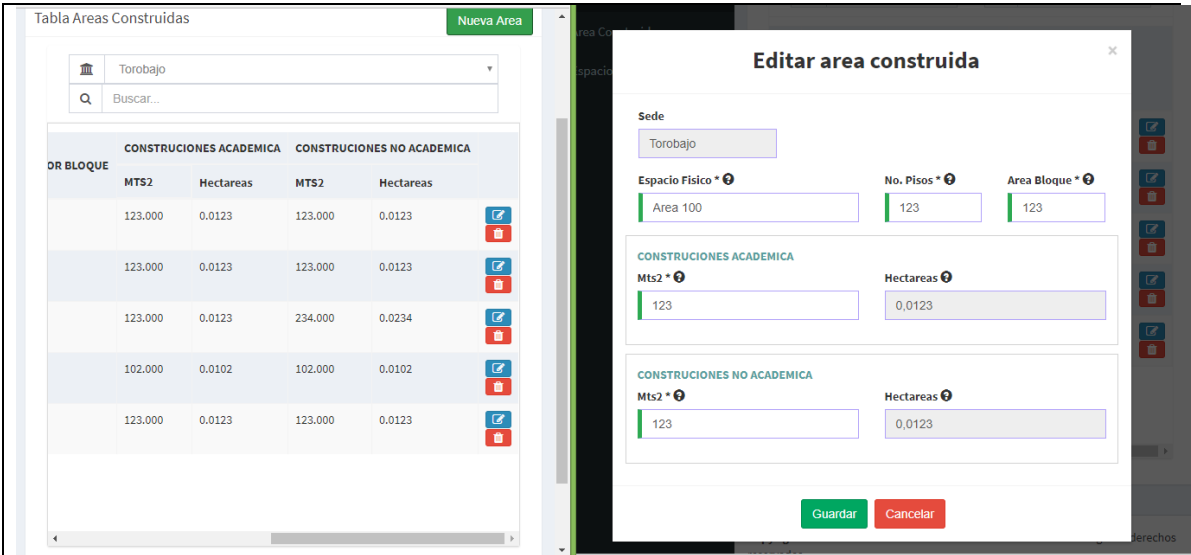 Tabla Areas Construidas
Nueva Area
Torobajo
Buscar...
OR BLOQUE
CONSTRUCIONES ACADEMICA CONSTRUCIONES NO ACADEMICA
MTS2 Hectareas MTS2 Hectareas
123.000 0.0123 123.000 0.0123
123.000 0.0123 123.000 0.0123
123.000 0.0123 234.000 0.0234
102.000 0.0102 102.000 0.0102
123.000 0.0123 123.000 0.0123
Espacio
Editar area construida
×
Sede
Torobajo
Espacio Fisico * No. Pisos * Area Bloque *
Area 100 123 123
CONSTRUCIONES ACADEMICA
Mts2 * Hectareas
123 0,0123
CONSTRUCIONES NO ACADEMICA
Mts2 * Hectareas
123 0,0123
Guardar Cancelar
derechos